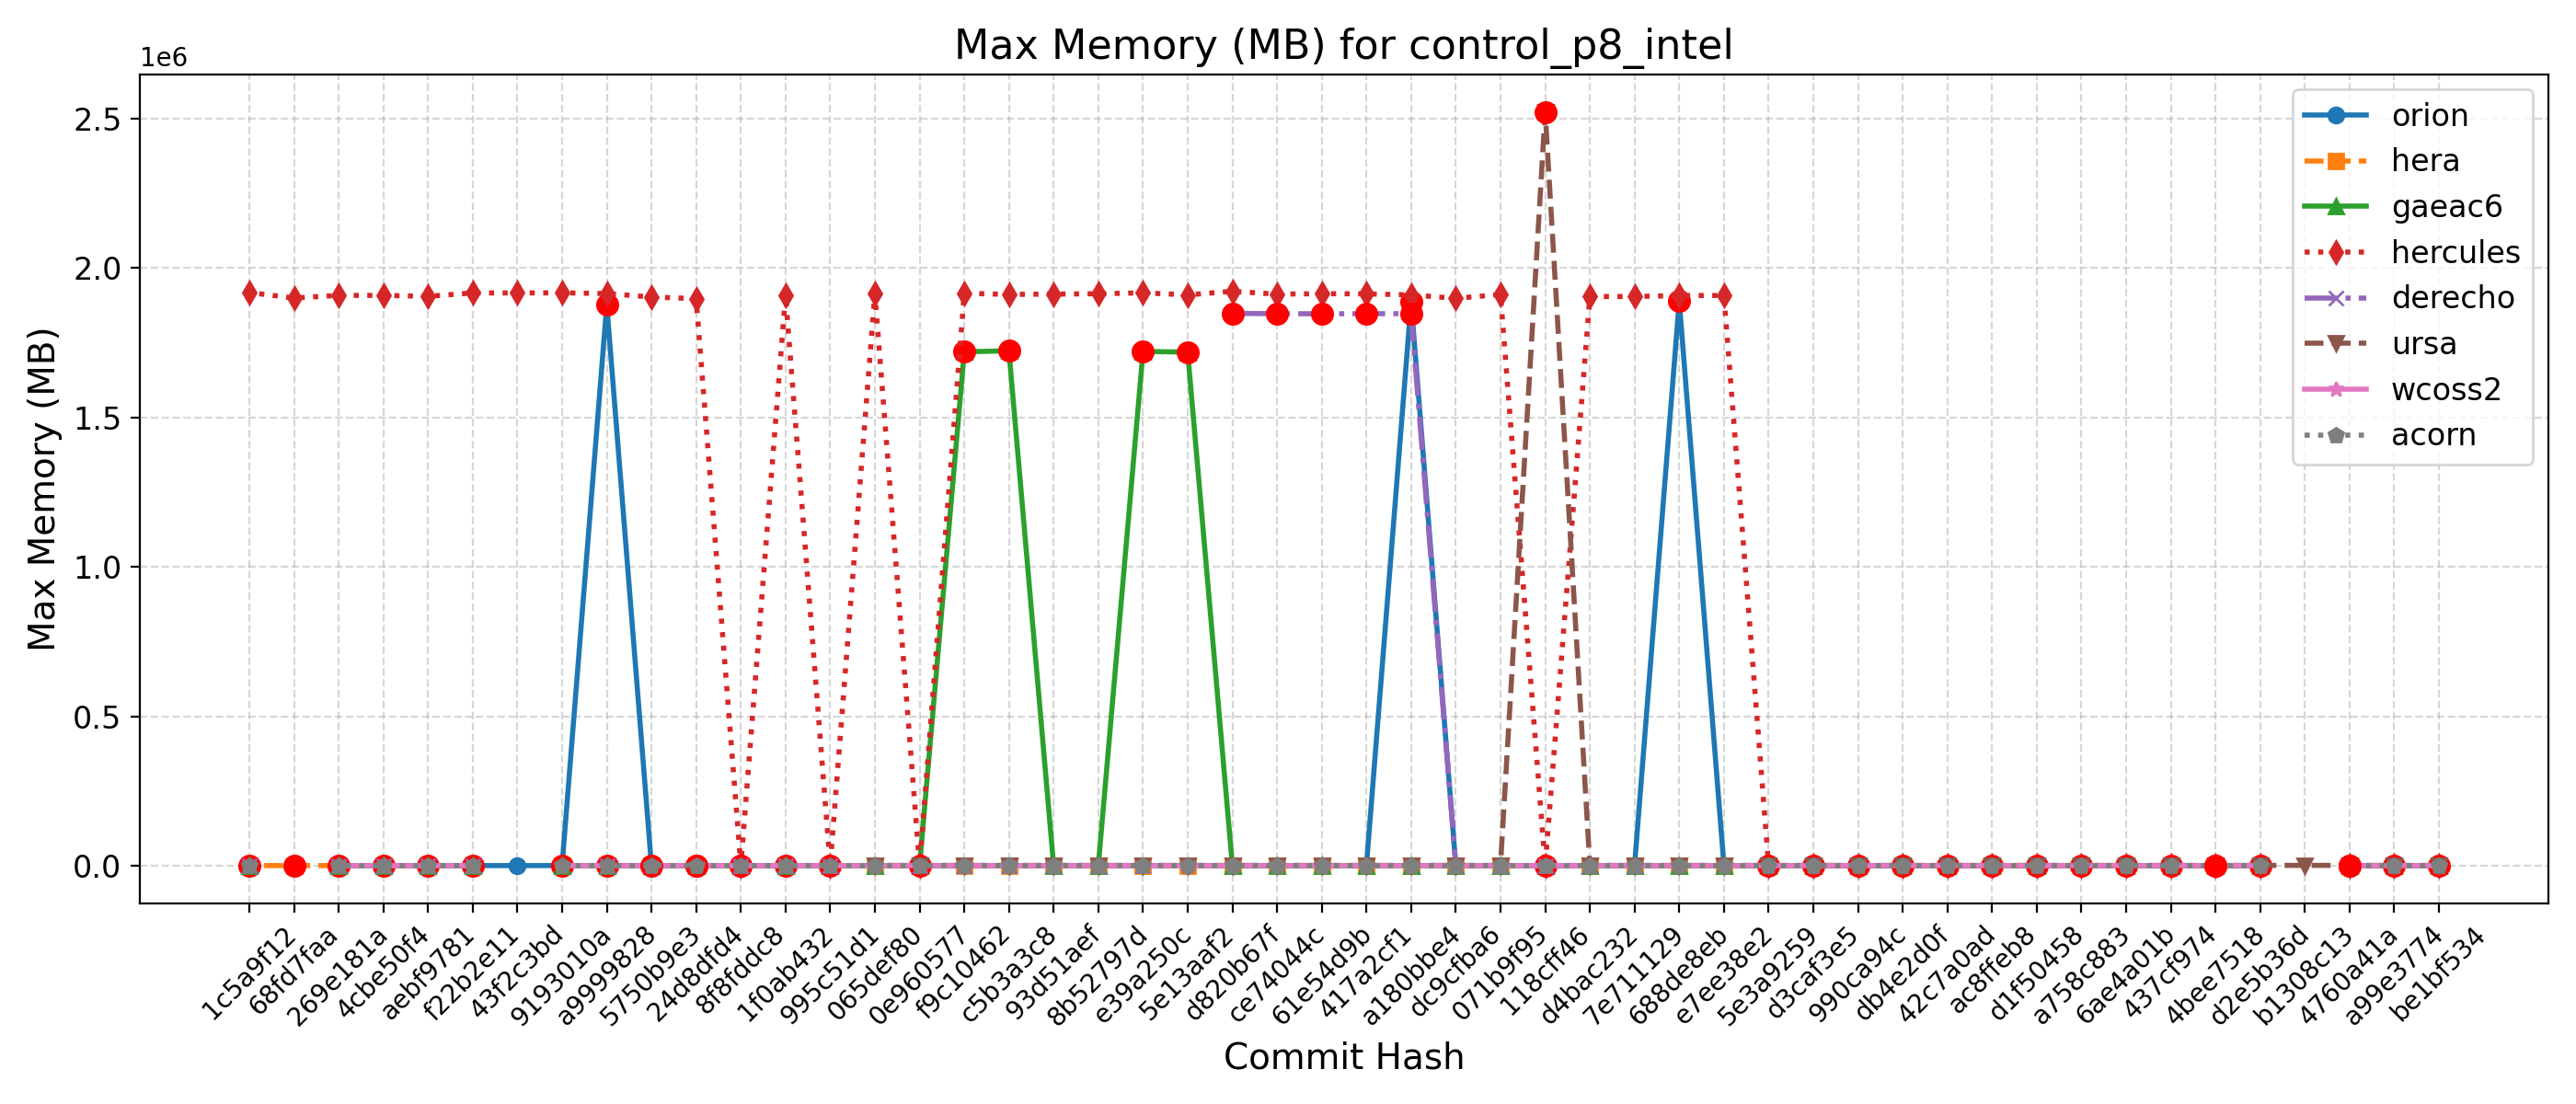 Max Memory (MB) for control_p8_intel
1e6
2.5
2.0
1.5
1.0
0.5
0.0
Max Memory (MB)
orion
hera
gaeac6
hercules
derecho
ursa
wcoss2
acorn
1c5a9f12
68fd7faa
269e181a
4cbe50f4
aebf9781
f22b2e11
43f2c3bd
9193010a
a9999828
5750b9e3
24d8dfd4
8f8fddc8
1f0ab432
995c51d1
065def80
0e960577
f9c10462
c5b3a3c8
93d51aef
8b52797d
e39a250c
5e13aaf2
d820b67f
ce74044c
61e54d9b
417a2cf1
a180bbe4
dc9cfba6
071b9f95
118cff46
d4bac232
7e711129
688de8eb
e7ee38e2
5e3a9259
d3caf3e5
990ca94c
db4e2d0f
42c7a0ad
ac8ffeb8
d1f50458
a758c883
6ae4a01b
437cf974
4bee7518
d2e5b36d
b1308c13
4760a41a
a99e3774
be1bf534
Commit Hash